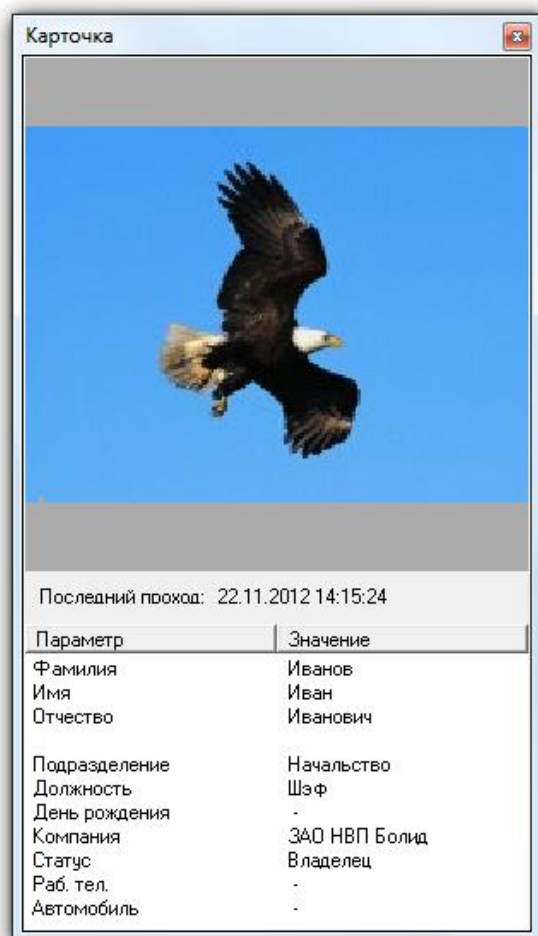 Карточка
Последний проход: 22.11.2012 14:15:24
Параметр Значение
Фамилия Иванов
Имя Иван
Отчество Иванович
Подразделение Начальство
Должность Шэф
День рождения -
Компания ЗАО НВП Болид
Статус Владелец
Раб. тел. -
Автомобиль -